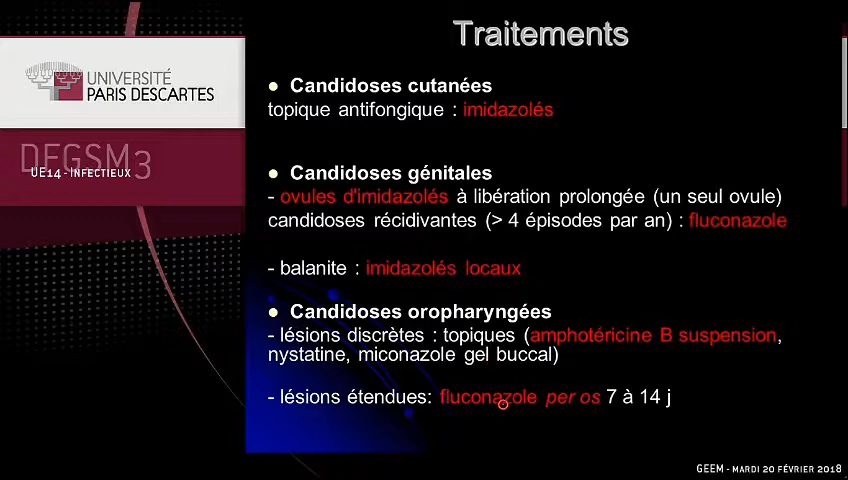 Traitements
UNIVERSITÉ
PARIS DESCARTES
DFGSM3
UE14 - INFECTIEUX
● Candidoses cutanées
topique antifongique : imidazolés
● Candidoses génitales
- ovules d'imidazolés à libération prolongée (un seul ovule)
candidoses récidivantes (> 4 épisodes par an) : fluconazole
- balanite : imidazolés locaux
● Candidoses oropharyngées
- lésions discrètes : topiques (amphotéricine B suspension,
nystatine, miconazole gel buccal)
- lésions étendues: fluconazole per os 7 à 14 j
GEEM - MARDI 20 FÉVRIER 2018